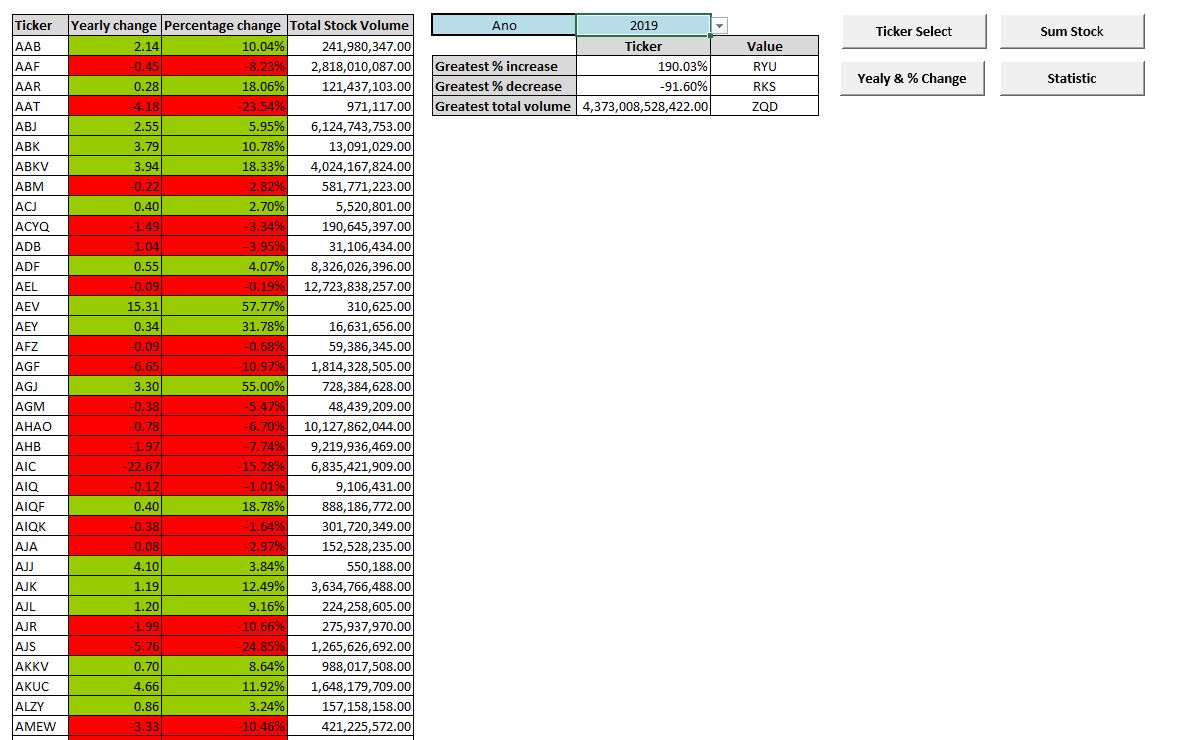 Ticker Yearly change Percentage change Total Stock Volume
AAB 2.14 10.04% 241,980,347.00
AAF -0.45 -8.23% 2,818,010,087.00
AAR 0.28 18.06% 121,437,103.00
AAT -4.18 -23.54% 971,117.00
ABJ 2.55 5.95% 6,124,743,753.00
ABK 3.79 10.78% 13,091,029.00
ABKV 3.94 18.33% 4,024,167,824.00
ABM -0.22 -2.82% 581,771,223.00
ACJ 0.40 2.70% 5,520,801.00
ACYQ -1.49 -3.34% 190,645,397.00
ADB -1.04 -3.95% 31,106,434.00
ADF 0.55 4.07% 8,326,026,396.00
AEL -0.09 -0.19% 12,723,838,257.00
AEV 15.31 57.77% 310,625.00
AEY 0.34 31.78% 16,631,656.00
AFZ -0.09 -0.68% 59,386,345.00
AGF -6.65 -10.97% 1,814,328,505.00
AGJ 3.30 55.00% 728,384,628.00
AGM -0.38 -5.47% 48,439,209.00
AHAO -0.78 -6.70% 10,127,862,044.00
AHB -1.97 -7.74% 9,219,936,469.00
AIC -22.67 -15.28% 6,835,421,909.00
AIQ -0.12 -1.01% 9,106,431.00
AIQF 0.40 18.78% 888,186,772.00
AIQK -0.38 -1.64% 301,720,349.00
AJA -0.08 -2.97% 152,528,235.00
AJJ 4.10 3.84% 550,188.00
AJK 1.19 12.49% 3,634,766,488.00
AJL 1.20 9.16% 224,258,605.00
AJR -1.99 -10.66% 275,937,970.00
AJS -5.76 -24.85% 1,265,626,692.00
AKKV 0.70 8.64% 988,017,508.00
AKUC 4.66 11.92% 1,648,179,709.00
ALZY 0.86 3.24% 157,158,158.00
AMEW -3.33 -10.46% 421,225,572.00
Ano 2019
Ticker Value
Greatest % increase 190.03% RYU
Greatest % decrease -91.60% RKS
Greatest total volume 4,373,008,528,422.00 ZQD
Ticker Select Sum Stock
Yealy & % Change Statistic